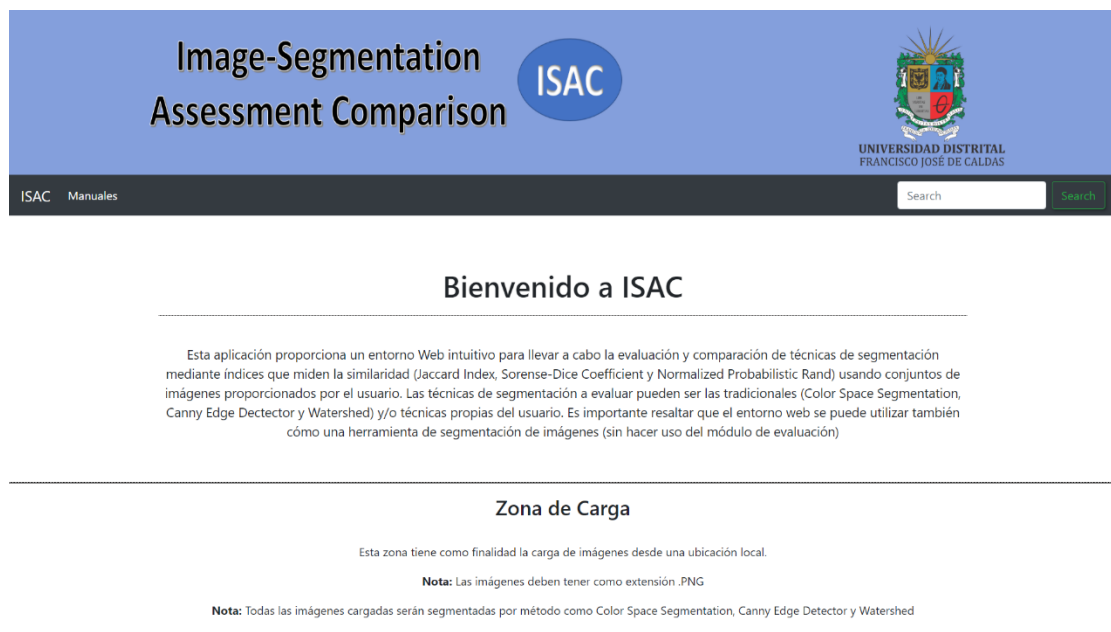 Image-Segmentation
Assessment Comparison
ISAC
UNIVERSIDAD DISTRITAL
FRANCISCO JOSÉ DE CALDAS
ISAC Manuales Search Search
Bienvenido a ISAC
Esta aplicación proporciona un entorno Web intuitivo para llevar a cabo la evaluación y comparación de técnicas de segmentación
mediante índices que miden la similaridad (Jaccard Index, Sorense-Dice Coefficient y Normalized Probabilistic Rand) usando conjuntos de
imágenes proporcionados por el usuario. Las técnicas de segmentación a evaluar pueden ser las tradicionales (Color Space Segmentation,
Canny Edge Dectector y Watershed) y/o técnicas propias del usuario. Es importante resaltar que el entorno web se puede utilizar también
cómo una herramienta de segmentación de imágenes (sin hacer uso del módulo de evaluación)
Zona de Carga
Esta zona tiene como finalidad la carga de imágenes desde una ubicación local.
Nota: Las imágenes deben tener como extensión .PNG
Nota: Todas las imágenes cargadas serán segmentadas por método como Color Space Segmentation, Canny Edge Detector y Watershed